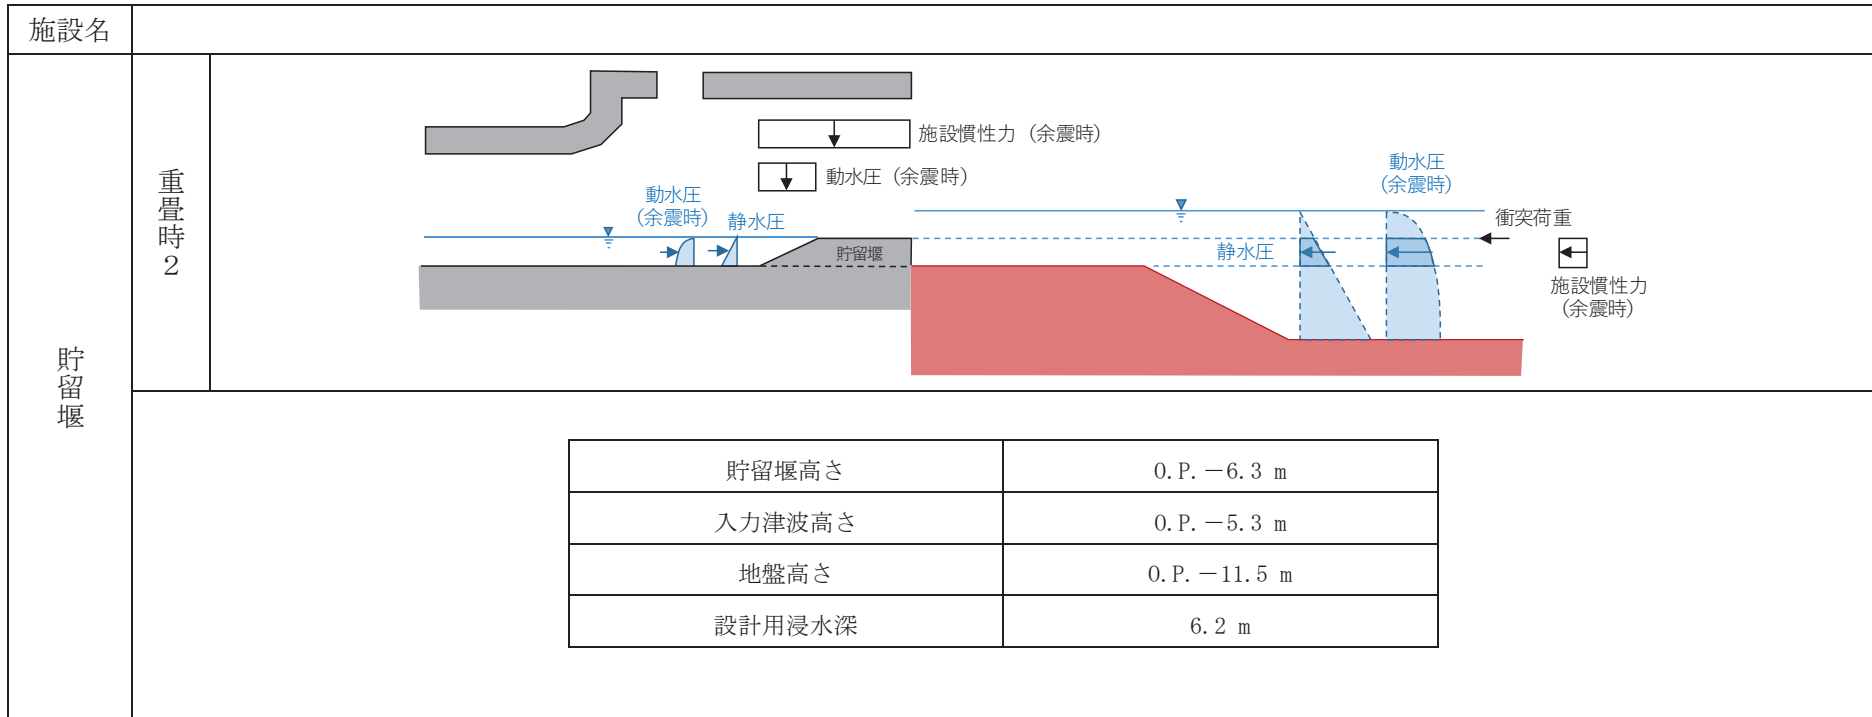 施設名
貯留堰
重畳時2
施設慣性力（余震時）
動水圧（余震時）
動水圧
（余震時）
静水圧
貯留堰
動水圧
（余震時）
静水圧
衝突荷重
施設慣性力
（余震時）
貯留堰高さ O.P.－6.3 m
入力津波高さ O.P.－5.3 m
地盤高さ O.P.－11.5 m
設計用浸水深 6.2 m